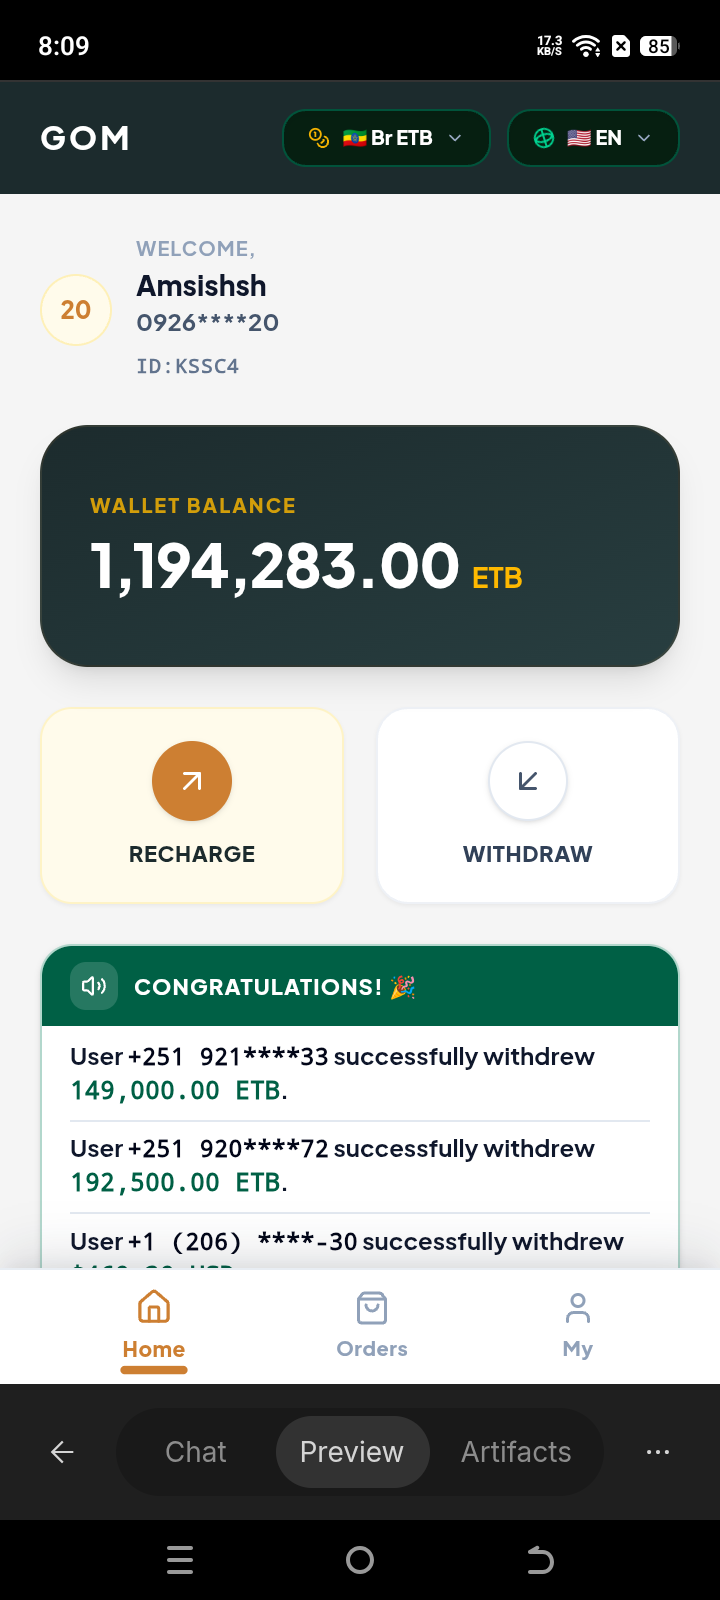 8:09
17.3
KB/S
85
GOM
🇪🇹 Br ETB
🇺🇸 EN
WELCOME,
20
Amsishsh
0926****20
ID:KSSC4
WALLET BALANCE
1,194,283.00 ETB
RECHARGE
WITHDRAW
CONGRATULATIONS! 🎉
User +251 921****33 successfully withdrew
149,000.00 ETB.
User +251 920****72 successfully withdrew
192,500.00 ETB.
User +1 (206) ****-30 successfully withdrew
Home
Orders
My
Chat
Preview
Artifacts